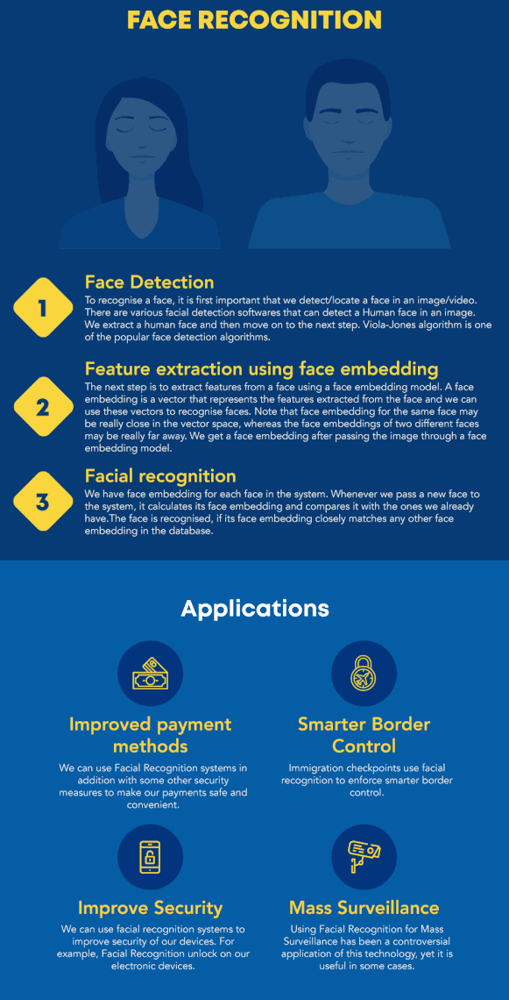 FACE RECOGNITION
1
Face Detection
To recognise a face, it is first important that we detect/locate a face in an image/video.
There are various facial detection softwares that can detect a Human face in an image.
We extract a human face and then move on to the next step. Viola-Jones algorithm is one
of the popular face detection algorithms.
2
Feature extraction using face embedding
The next step is to extract features from a face using a face embedding model. A face
embedding is a vector that represents the features extracted from the face and we can
use these vectors to recognise faces. Note that face embedding for the same face may
be really close in the vector space, whereas the face embeddings of two different faces
may be really far away. We get a face embedding after passing the image through a face
embedding model.
3
Facial recognition
We have face embedding for each face in the system. Whenever we pass a new face to
the system, it calculates its face embedding and compares it with the ones we already
have.The face is recognised, if its face embedding closely matches any other face
embedding in the database.
Applications
Improved payment
methods
We can use Facial Recognition systems in
addition with some other security
measures to make our payments safe and
convenient.
Smarter Border
Control
Immigration checkpoints use facial
recognition to enforce smarter border
control.
Improve Security
We can use facial recognition systems to
improve security of our devices. For
example, Facial Recognition unlock on our
electronic devices.
Mass Surveillance
Using Facial Recognition for Mass
Surveillance has been a controversial
application of this technology, yet it is
useful in some cases.